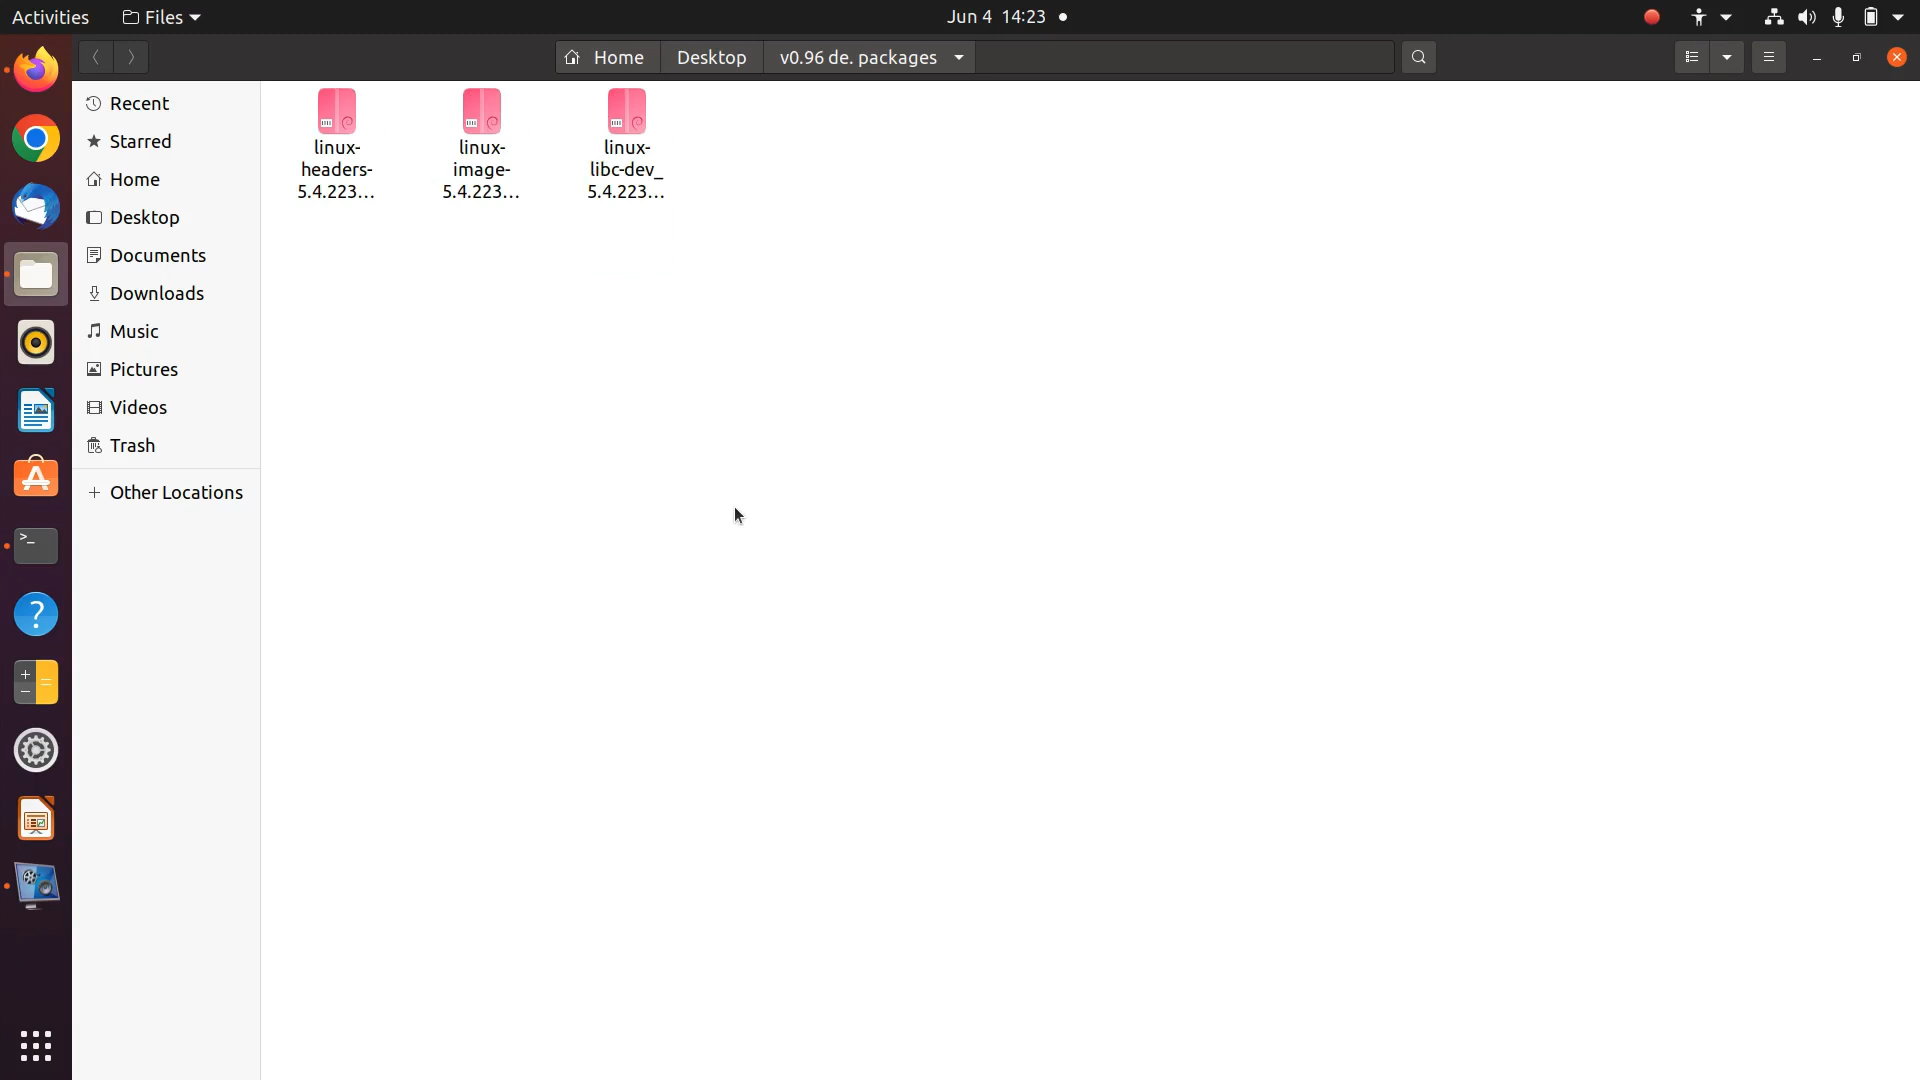 Activities Files Jun 4 14:23
Home Desktop v0.96 de. packages
Recent
Starred
Home
Desktop
Documents
Downloads
Music
Pictures
Videos
Trash
Other Locations
linux-
headers-
5.4.223...
linux-
image-
5.4.223...
linux-
libc-dev_
5.4.223...